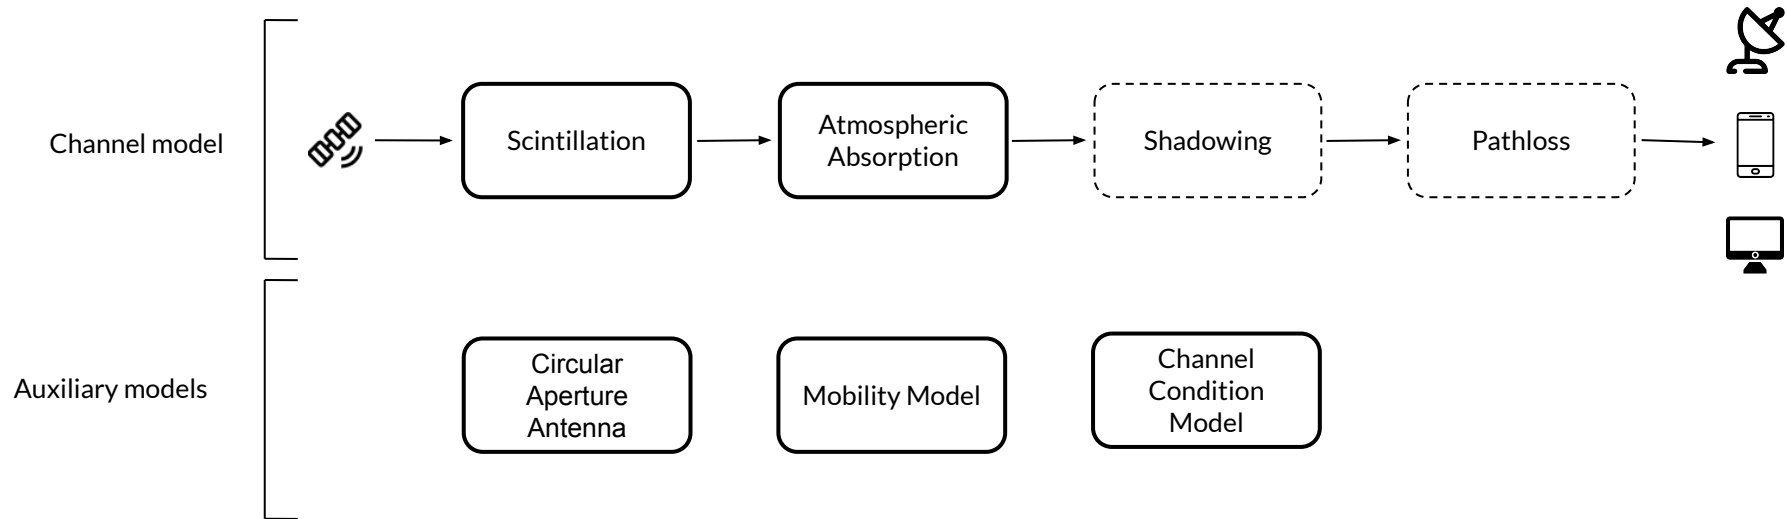 Channel model
Scintillation
Atmospheric
Absorption
Shadowing
Pathloss
Auxiliary models
Circular
Aperture
Antenna
Mobility Model
Channel
Condition
Model